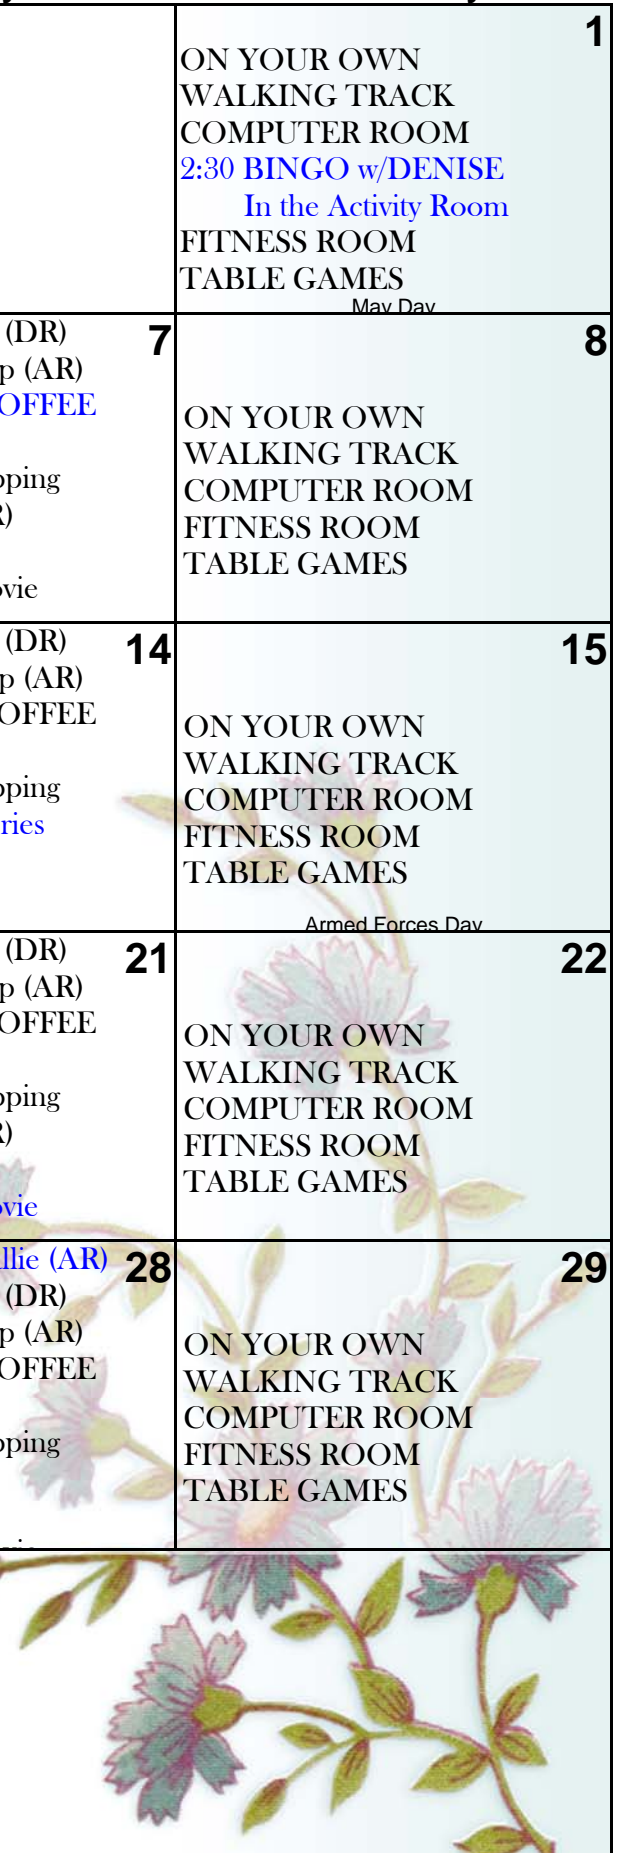 1
ON YOUR OWN
WALKING TRACK
COMPUTER ROOM
2:30 BINGO w/DENISE
In the Activity Room
FITNESS ROOM
TABLE GAMES
May Day
7
(DR)
p (AR)
OFFEE
pping
)
vie
8
ON YOUR OWN
WALKING TRACK
COMPUTER ROOM
FITNESS ROOM
TABLE GAMES
14
(DR)
p (AR)
OFFEE
pping
ries
15
ON YOUR OWN
WALKING TRACK
COMPUTER ROOM
FITNESS ROOM
TABLE GAMES
Armed Forces Day
21
(DR)
p (AR)
OFFEE
pping
)
vie
22
ON YOUR OWN
WALKING TRACK
COMPUTER ROOM
FITNESS ROOM
TABLE GAMES
28
llie (AR)
(DR)
p (AR)
OFFEE
pping
29
ON YOUR OWN
WALKING TRACK
COMPUTER ROOM
FITNESS ROOM
TABLE GAMES